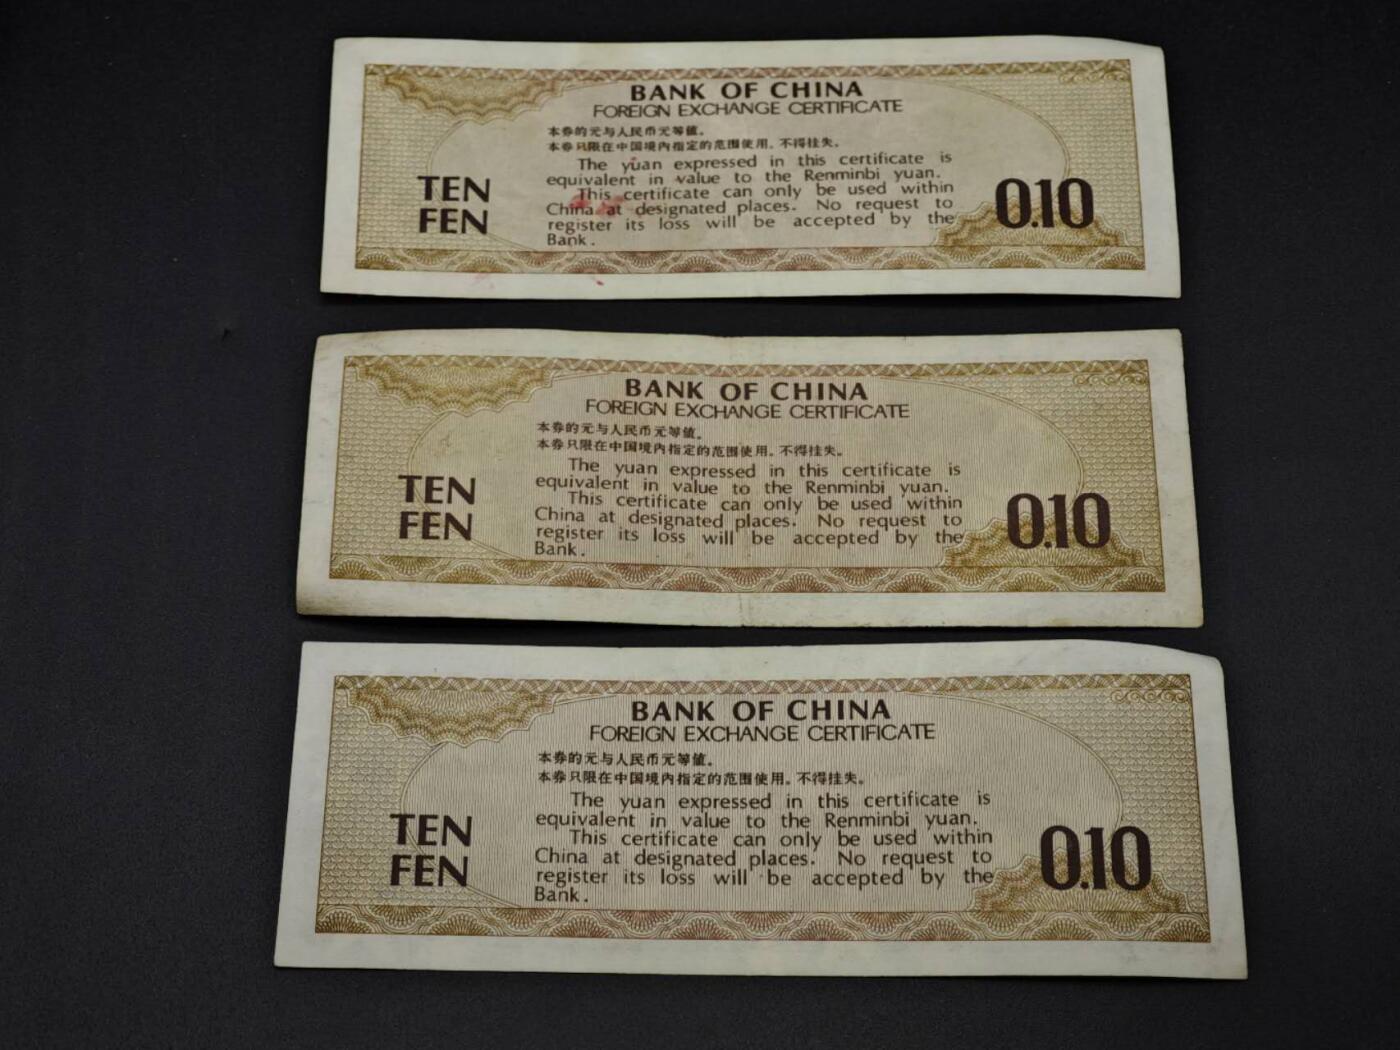 BANK OF CHINA
FOREIGN EXCHANGE CERTIFICATE
本券的元与人民币元等值。
本券只限在中国境内指定的范围使用。不得挂失。
The yuan expressed in this certificate is
equivalent in value to the Renminbi yuan.
This certificate can only be used within
China at designated places. No request to
register its loss will be accepted by the
Bank.
TEN
FEN
0.10
BANK OF CHINA
FOREIGN EXCHANGE CERTIFICATE
本券的元与人民币元等值。
本券只限在中国境内指定的范围使用。不得挂失。
The yuan expressed in this certificate is
equivalent in value to the Renminbi yuan.
This certificate can only be used within
China at designated places. No request to
register its loss will be accepted by the
Bank.
TEN
FEN
0.10
BANK OF CHINA
FOREIGN EXCHANGE CERTIFICATE
本券的元与人民币元等值。
本券只限在中国境内指定的范围使用。不得挂失。
The yuan expressed in this certificate is
equivalent in value to the Renminbi yuan.
This certificate can only be used within
China at designated places. No request to
register its loss will be accepted by the
Bank.
TEN
FEN
0.10